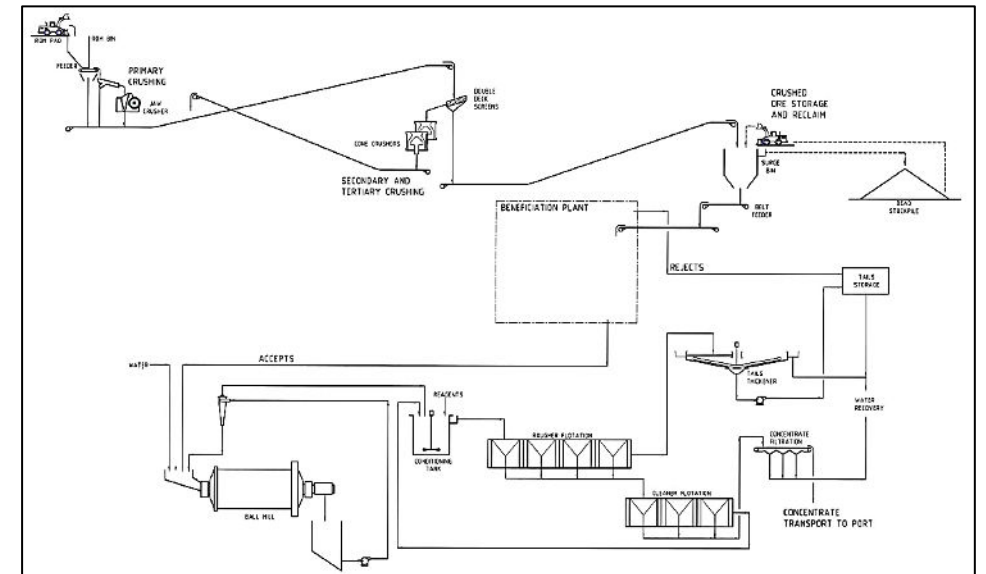 ROM PAD
ROM BIN
FEEDER
PRIMARY
CRUSHING
JAW
CRUSHER
DOUBLE
DECK
SCREENS
CONE CRUSHERS
SECONDARY AND
TERTIARY CRUSHING
CRUSHED
ORE STORAGE
AND RECLAIM
SURGE
BIN
DEAD
STOCKPILE
BELT
FEEDER
BENEFICIATION PLANT
REJECTS
TAILS
STORAGE
ACCEPTS
WATER
REAGENTS
CONDITIONING
TANK
ROUGHER FLOTATION
TAILS
THICKENER
WATER
RECOVERY
CONCENTRATE
FILTRATION
CLEANER FLOTATION
BALL MILL
CONCENTRATE
TRANSPORT TO PORT